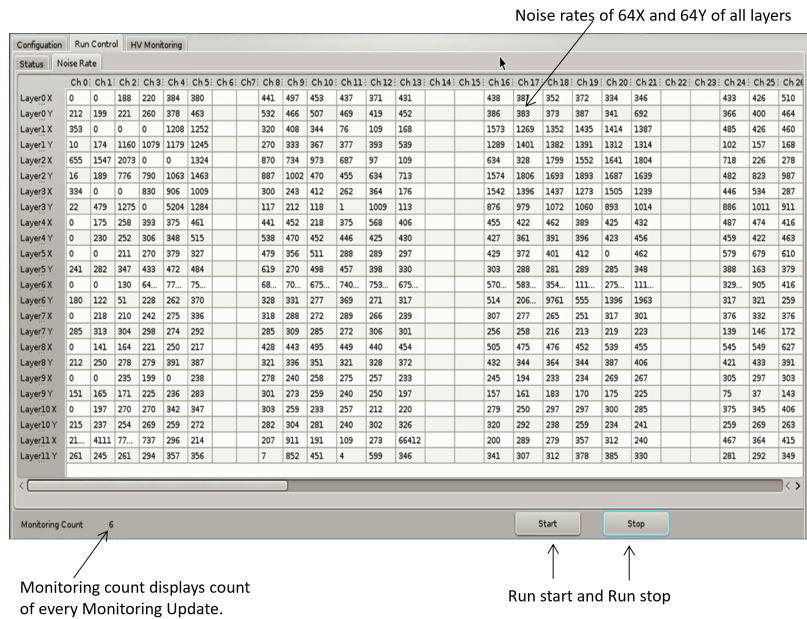 Noise rates of 64X and 64Y of all layers
Configuation Run Control HV Monitoring
Status Noise Rate
Ch 0 Ch 1 Ch 2 Ch 3 Ch 4 Ch 5 Ch 6 Ch7 Ch 8 Ch 9 Ch 10 Ch 11 Ch 12 Ch 13 Ch 14 Ch 15 Ch 16 Ch 17 Ch 18 Ch 19 Ch 20 Ch 21 Ch 22 Ch 23 Ch 24 Ch 25 Ch 26
Layer0 X 0 0 188 220 384 380 441 497 453 437 371 431 438 387 352 372 334 346 433 426 510
Layer0 Y 212 199 221 260 378 463 532 466 507 469 419 452 386 383 373 387 341 692 366 400 464
Layer1 X 353 0 0 0 1208 1252 320 408 344 76 109 168 1573 1269 1352 1435 1414 1387 485 426 460
Layer1 Y 10 174 1160 1079 1179 1245 270 333 367 377 393 539 1289 1401 1382 1391 1312 1314 102 157 168
Layer2 X 655 1547 2073 0 0 1324 870 734 973 687 97 109 634 328 1799 1552 1641 1804 718 226 278
Layer2 Y 16 189 776 790 1063 1463 887 1002 470 455 634 713 1574 1806 1693 1893 1687 1639 482 823 987
Layer3 X 334 0 0 830 906 1009 300 243 412 262 364 176 1542 1396 1437 1273 1505 1239 446 534 287
Layer3 Y 22 479 1275 0 5204 1284 117 212 118 1 1009 113 876 979 1072 1060 893 1014 886 1011 911
Layer4 X 0 175 258 393 375 461 441 452 218 375 568 406 455 422 462 389 425 432 487 474 416
Layer4 Y 0 230 252 306 348 515 538 470 452 446 425 430 427 361 391 396 423 456 459 422 463
Layer5 X 0 0 211 270 379 327 479 356 511 288 289 297 429 372 401 412 0 462 579 679 610
Layer5 Y 241 282 347 433 472 484 619 270 498 457 398 330 303 288 281 289 285 348 388 163 379
Layer6 X 0 0 130 64... 77... 75... 68... 70... 675... 740... 753... 675... 570... 583... 354... 111... 275... 111... 329... 905 416
Layer6 Y 180 122 51 228 262 370 328 331 277 369 271 317 514 206... 9761 555 1396 1963 317 321 259
Layer7 X 0 218 210 242 275 336 318 288 272 289 266 239 307 277 265 251 317 301 376 332 376
Layer7 Y 285 313 304 298 274 292 285 309 285 272 306 301 256 258 216 213 219 223 139 146 172
Layer8 X 0 141 164 221 250 217 428 443 495 449 440 454 505 475 476 452 539 455 545 549 627
Layer8 Y 212 250 278 279 391 387 321 336 351 321 328 372 432 344 364 344 387 406 421 433 391
Layer9 X 0 0 235 199 0 238 278 240 258 275 257 233 245 194 233 234 269 267 305 297 303
Layer9 Y 151 165 171 225 236 283 301 273 259 240 250 197 157 161 183 170 175 225 75 37 143
Layer10 X 0 197 270 270 342 347 303 259 233 257 212 220 279 250 297 297 300 285 375 345 406
Layer10 Y 215 237 254 269 259 272 282 304 281 240 302 326 320 292 238 259 234 241 259 269 263
Layer11 X 21... 4111 77... 737 296 214 207 911 191 109 273 66412 200 289 279 357 312 240 467 364 415
Layer11 Y 261 245 261 294 357 356 7 852 451 4 599 346 341 307 312 378 385 330 281 292 349
Monitoring Count 6 Start Stop
Monitoring count displays count
of every Monitoring Update.
Run start and Run stop